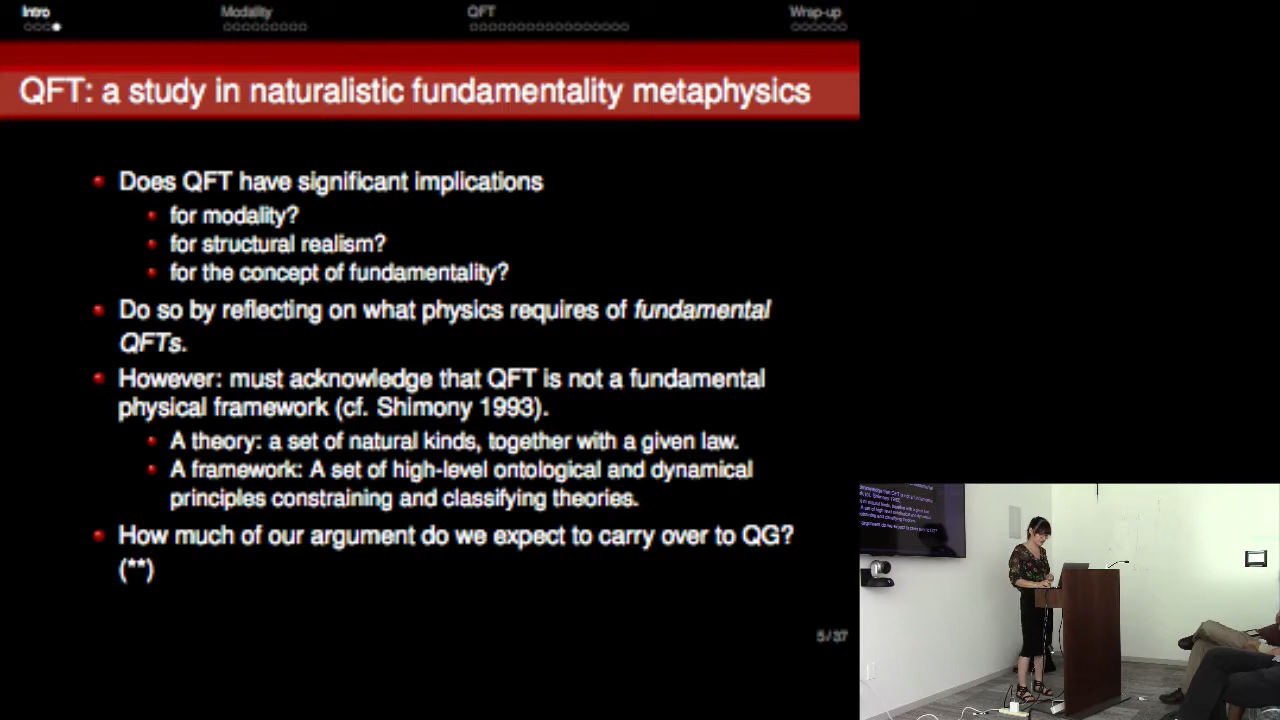 Intro Modality QFT Wrap-up
QFT: a study in naturalistic fundamentality metaphysics
Does QFT have significant implications
for modality?
for structural realism?
for the concept of fundamentality?
Do so by reflecting on what physics requires of fundamental
QFTs.
However: must acknowledge that QFT is not a fundamental
physical framework (cf. Shimony 1993).
A theory: a set of natural kinds, together with a given law.
A framework: A set of high-level ontological and dynamical
principles constraining and classifying theories.
How much of our argument do we expect to carry over to QG?
(**)
5 / 37